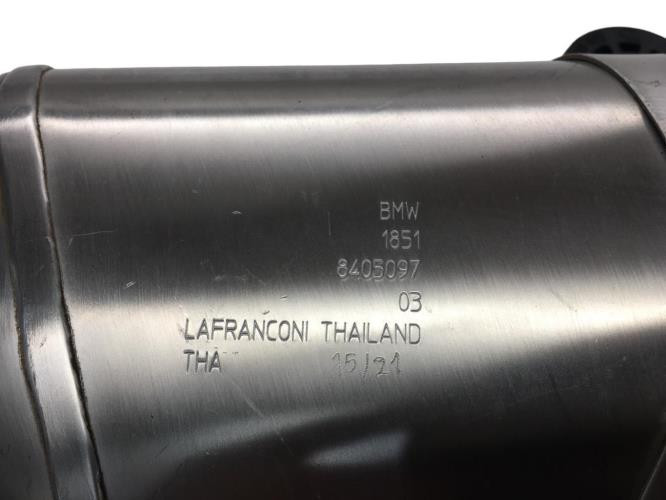 BMW
1851
8405097
03
LAFRANCONI THAILAND
THA 15/21